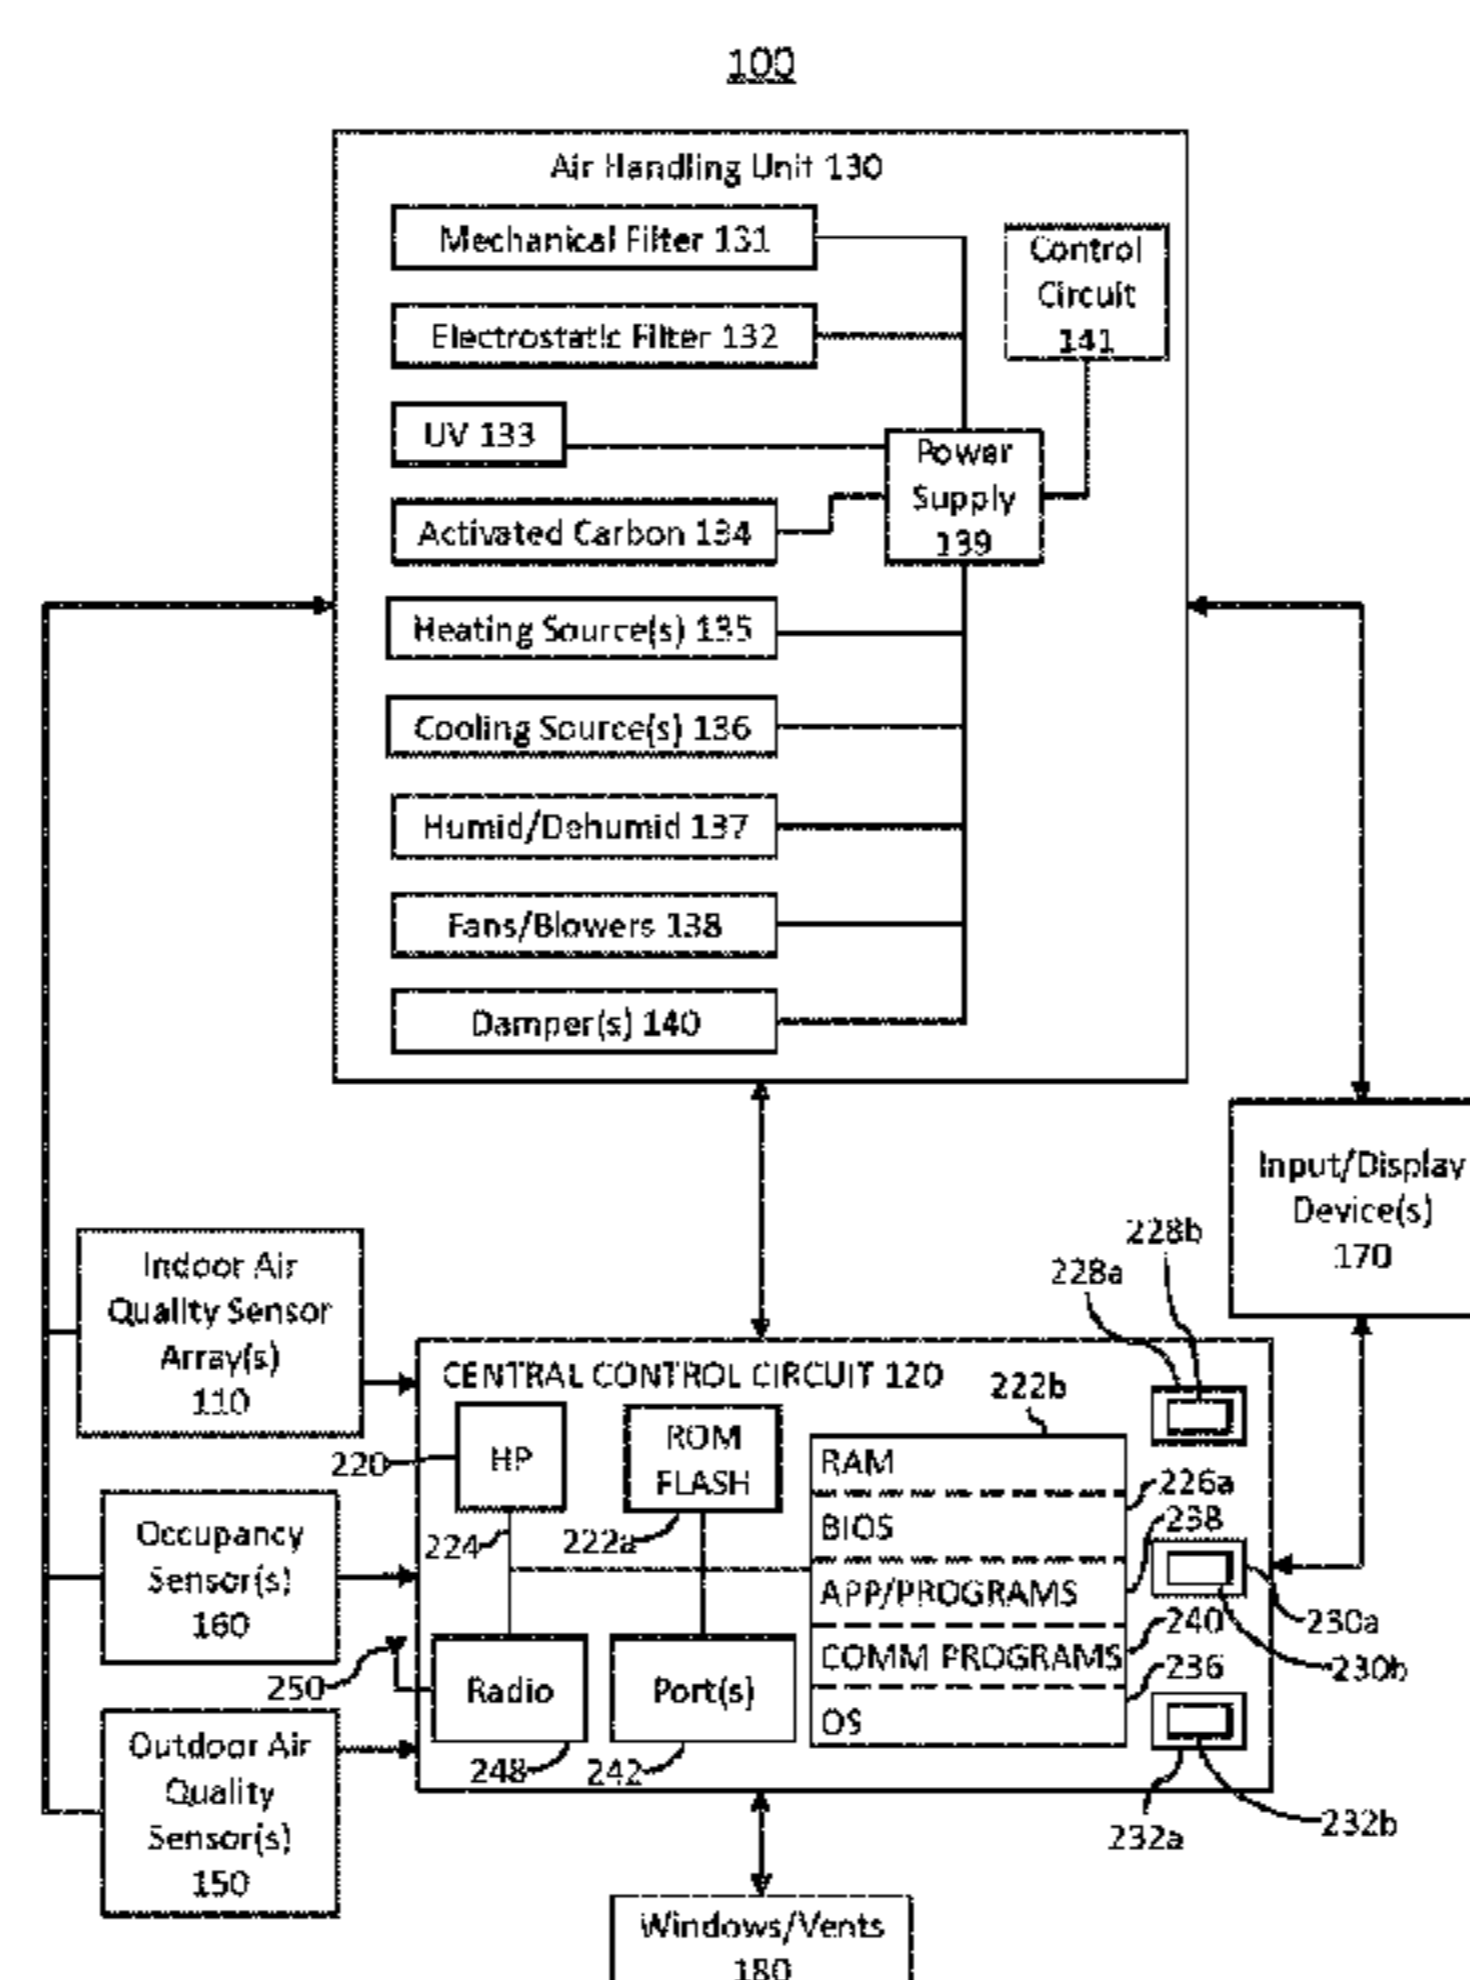 100
Air Handling Unit 130
Mechanical Filter 131
Control
Circuit
141
Electrostatic Filter 132
UV 133
Power
Supply
139
Activated Carbon 134
Heating Source(s) 135
Cooling Source(s) 136
Humid/Dehumid 137
Fans/Blowers 138
Damper(s) 140
Input/Display
Device(s)
170
Indoor Air
Quality Sensor
Array(s)
110
228b
228a
CENTRAL CONTROL CIRCUIT 120
222b
220
HP
ROM
FLASH
RAM
226a
224
222a
BIOS
238
Occupancy
Sensor(s)
160
APP/PROGRAMS
240
230a
COMM PROGRAMS
236
230b
250
Radio
Port(s)
OS
248
242
Outdoor Air
Quality
Sensor(s)
150
232a
232b
Windows/Vents
180